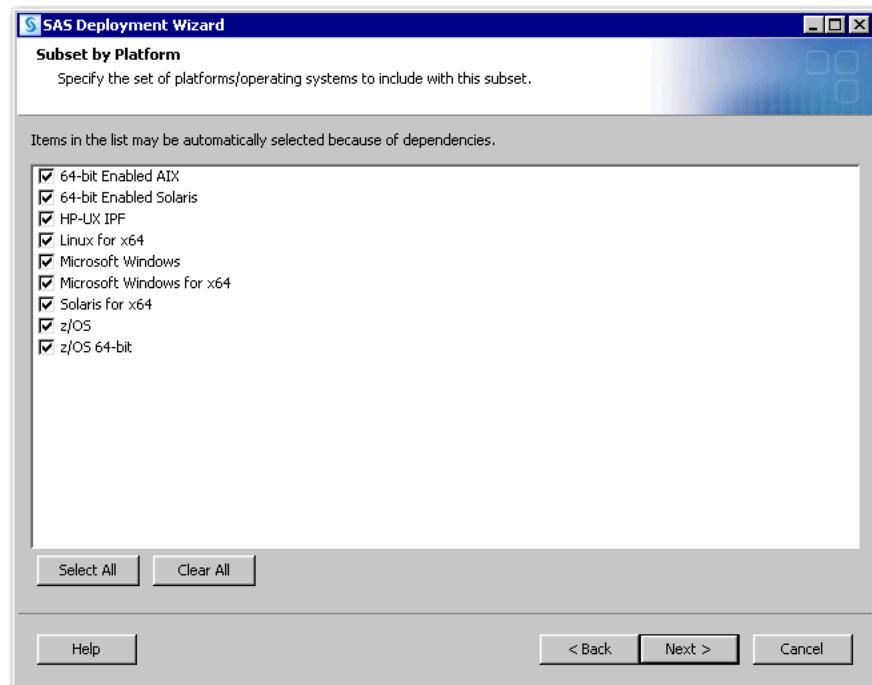 SAS Deployment Wizard
Subset by Platform
Specify the set of platforms/operating systems to include with this subset.
Items in the list may be automatically selected because of dependencies.
64-bit Enabled AIX
64-bit Enabled Solaris
HP-UX IPF
Linux for x64
Microsoft Windows
Microsoft Windows for x64
Solaris for x64
z/OS
z/OS 64-bit
Select All Clear All
Help < Back Next > Cancel